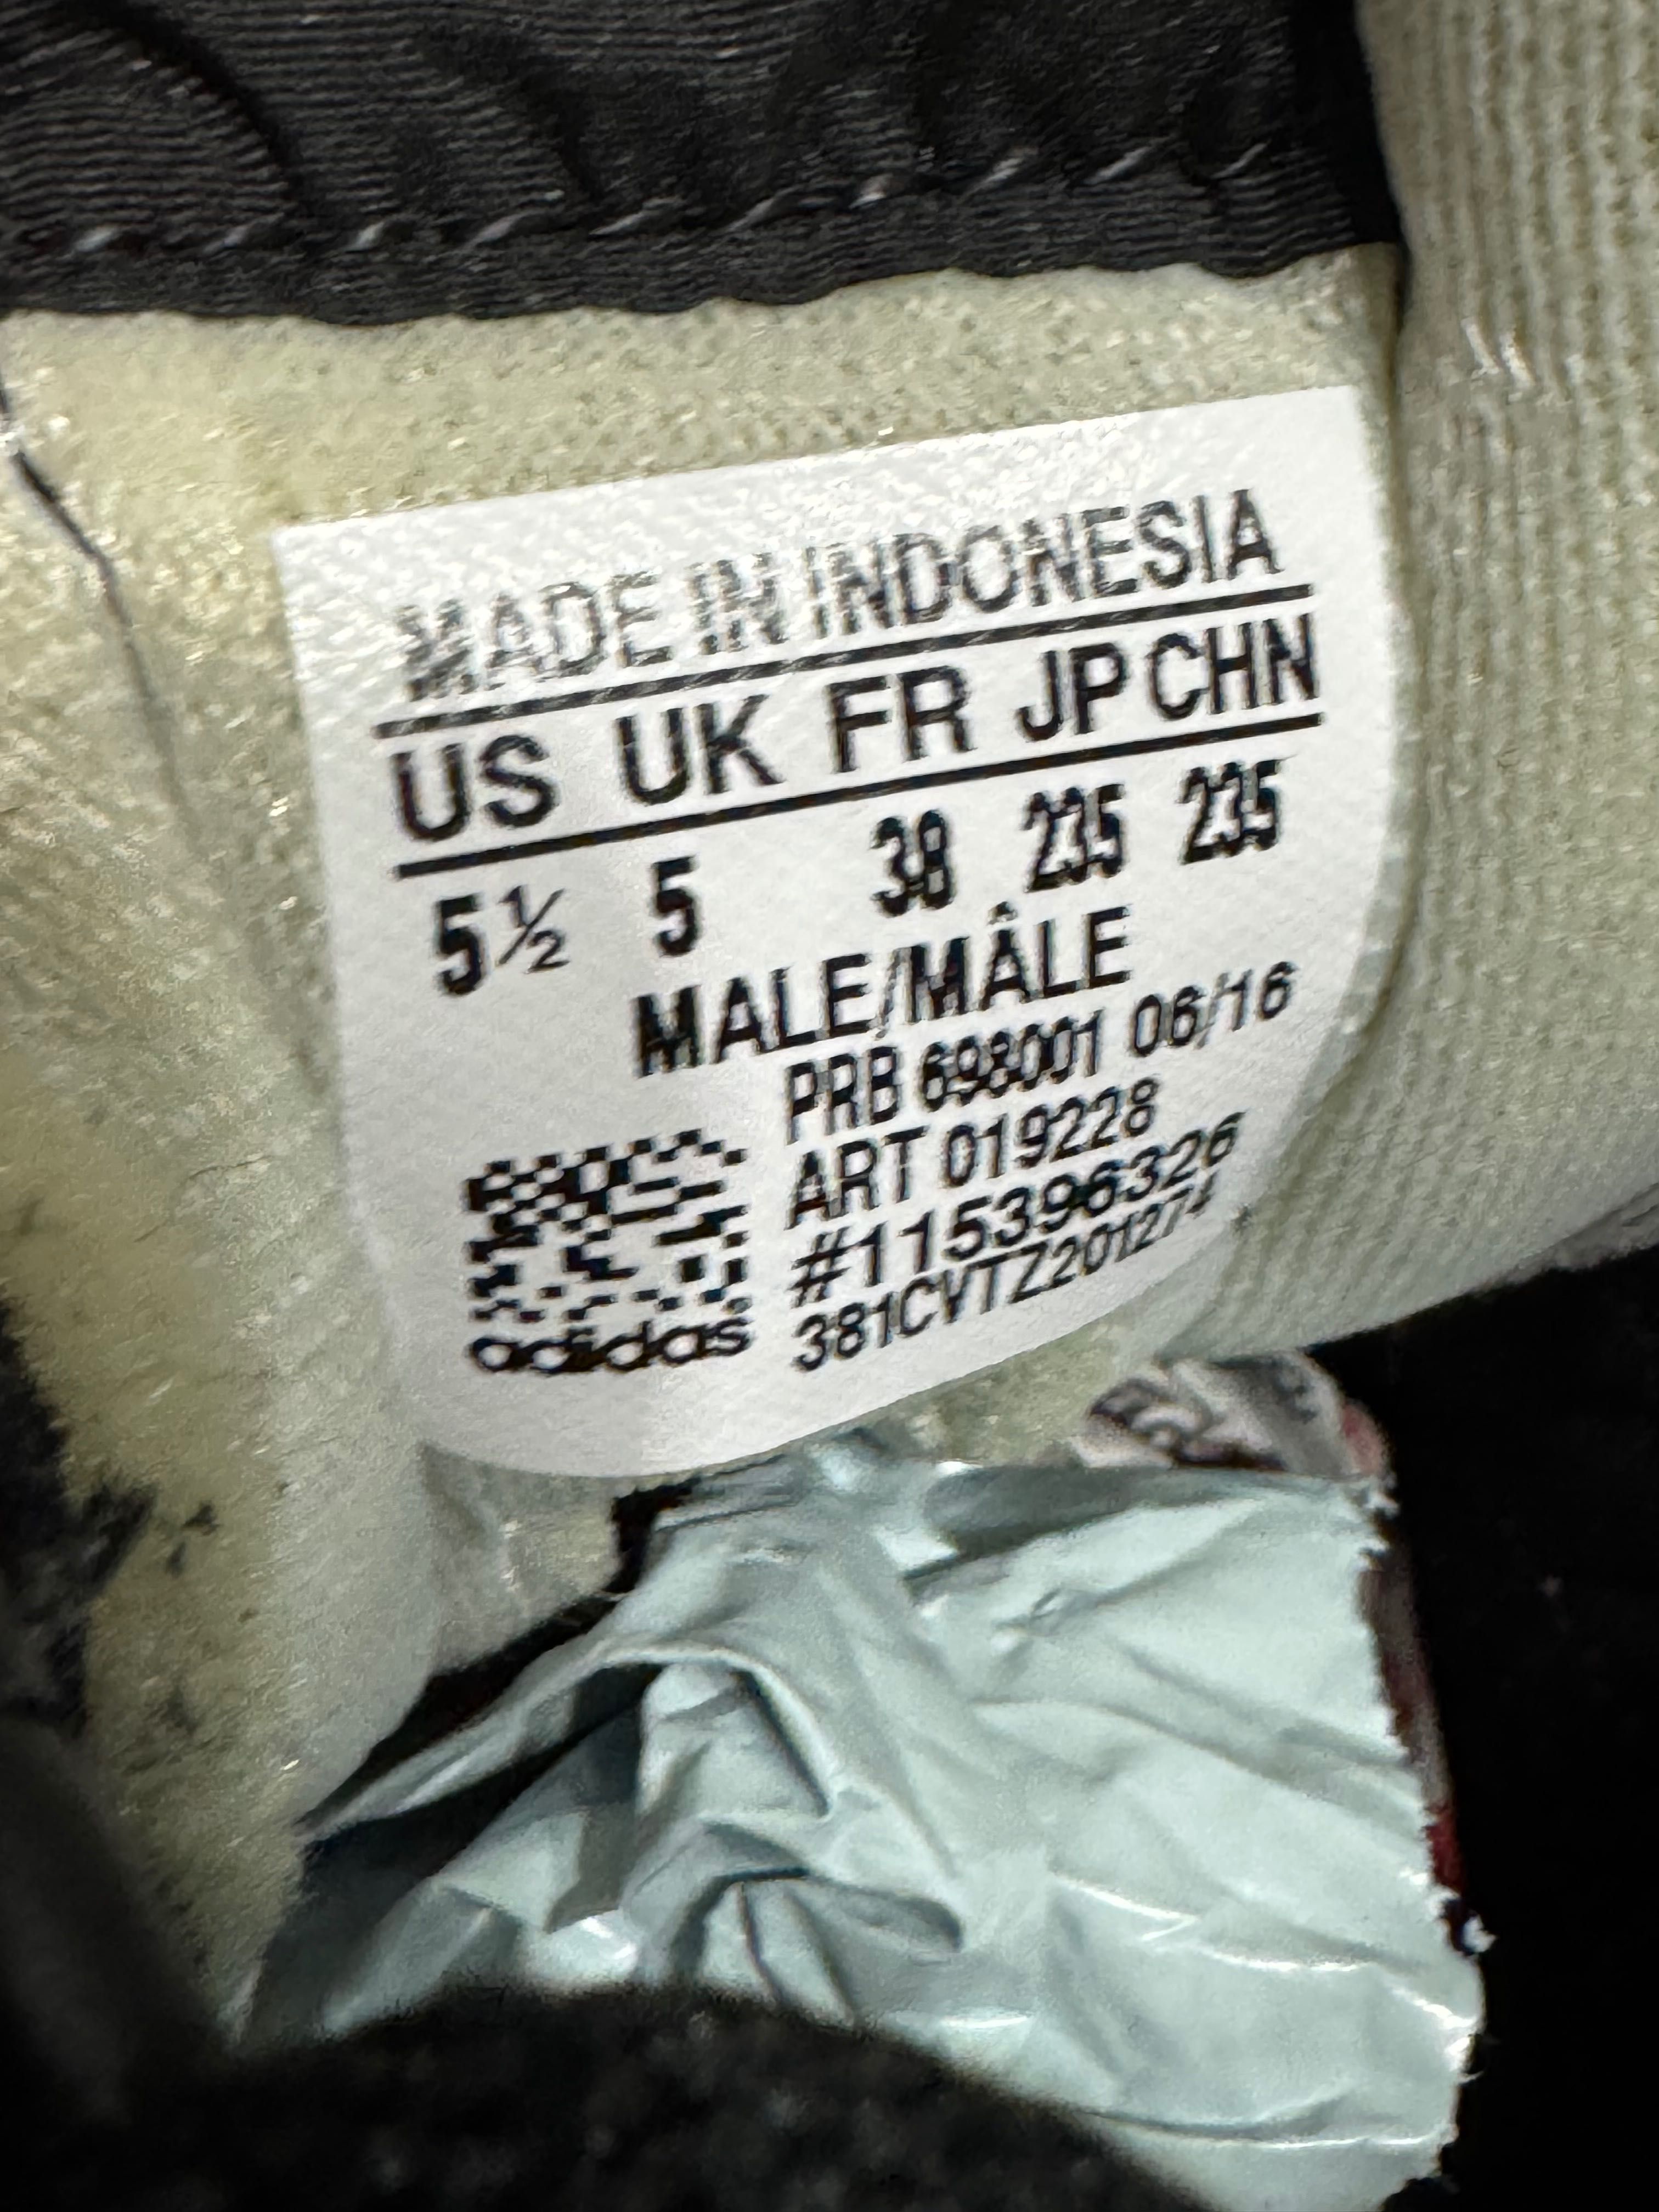 MADE IN INDONESIA
US UK FR JP CHN
5½ 5 38 235 235
MALE/MÂLE
PRB 698001 06/16
ART 019228
#115396326
381CVTZ201274
adidas